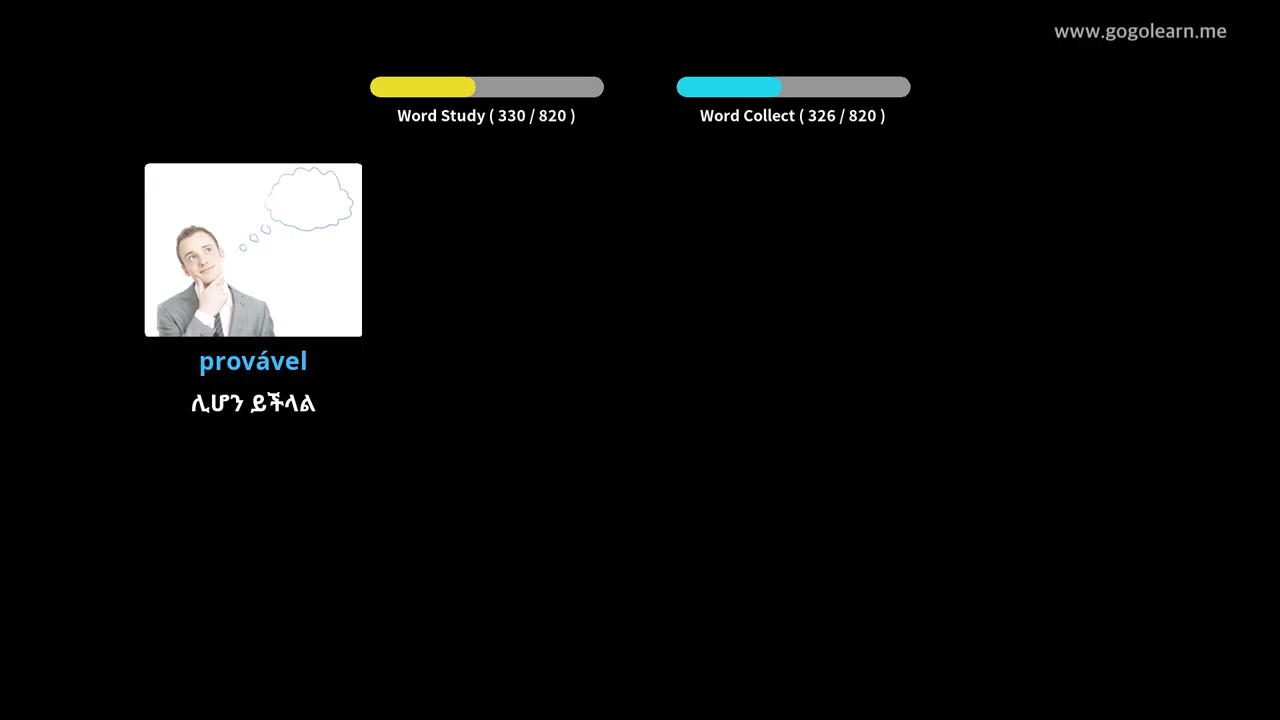 www.gogolearn.me
Word Study ( 330 / 820 )
Word Collect ( 326 / 820 )
provável
ሊሆን ይችላል